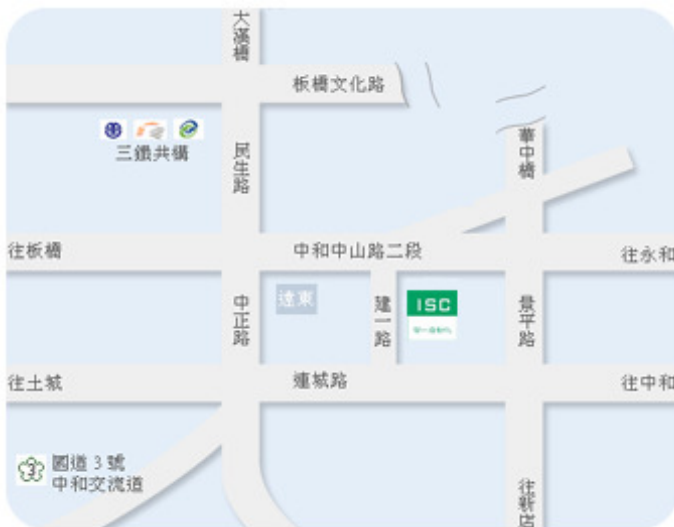 大漢橋
板橋文化路
三鐵共構
民生路
華中橋
往板橋
中和中山路二段
往永和
中正路
遠東
建一路
ISC
景平路
往土城
連城路
往中和
3
國道 3 號
中和交流道
往新店